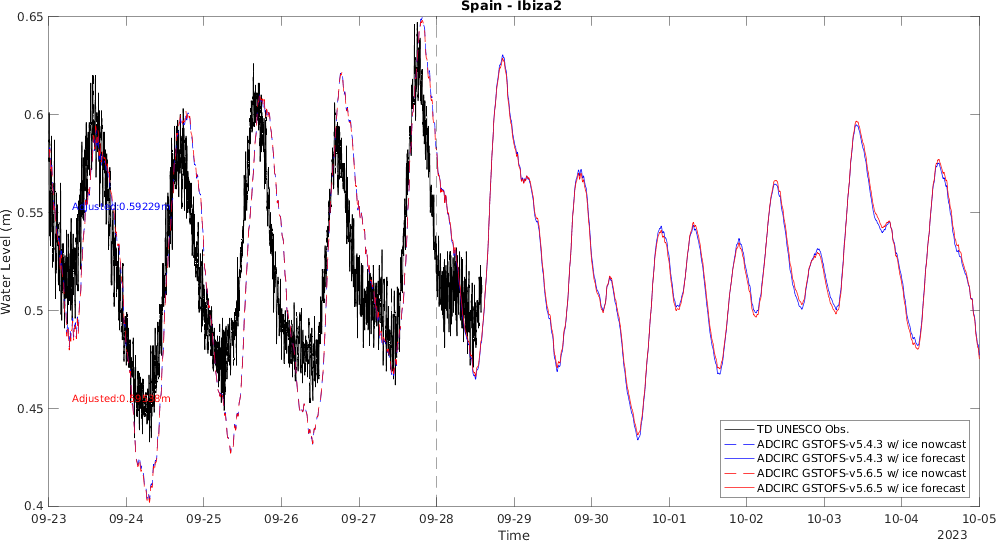 Spain - Ibiza2
0.65
0.6
0.55
0.5
0.45
0.4
Water Level (m)
Adjusted:0.59229m
09-23
09-24
09-25
09-26
09-27
09-28
09-29
09-30
10-01
10-02
10-03
10-04
10-05
Time
2023
TD UNESCO Obs.
ADCIRC GSTOFS-v5.4.3 w/ ice nowcast
ADCIRC GSTOFS-v5.4.3 w/ ice forecast
ADCIRC GSTOFS-v5.6.5 w/ ice nowcast
ADCIRC GSTOFS-v5.6.5 w/ ice forecast